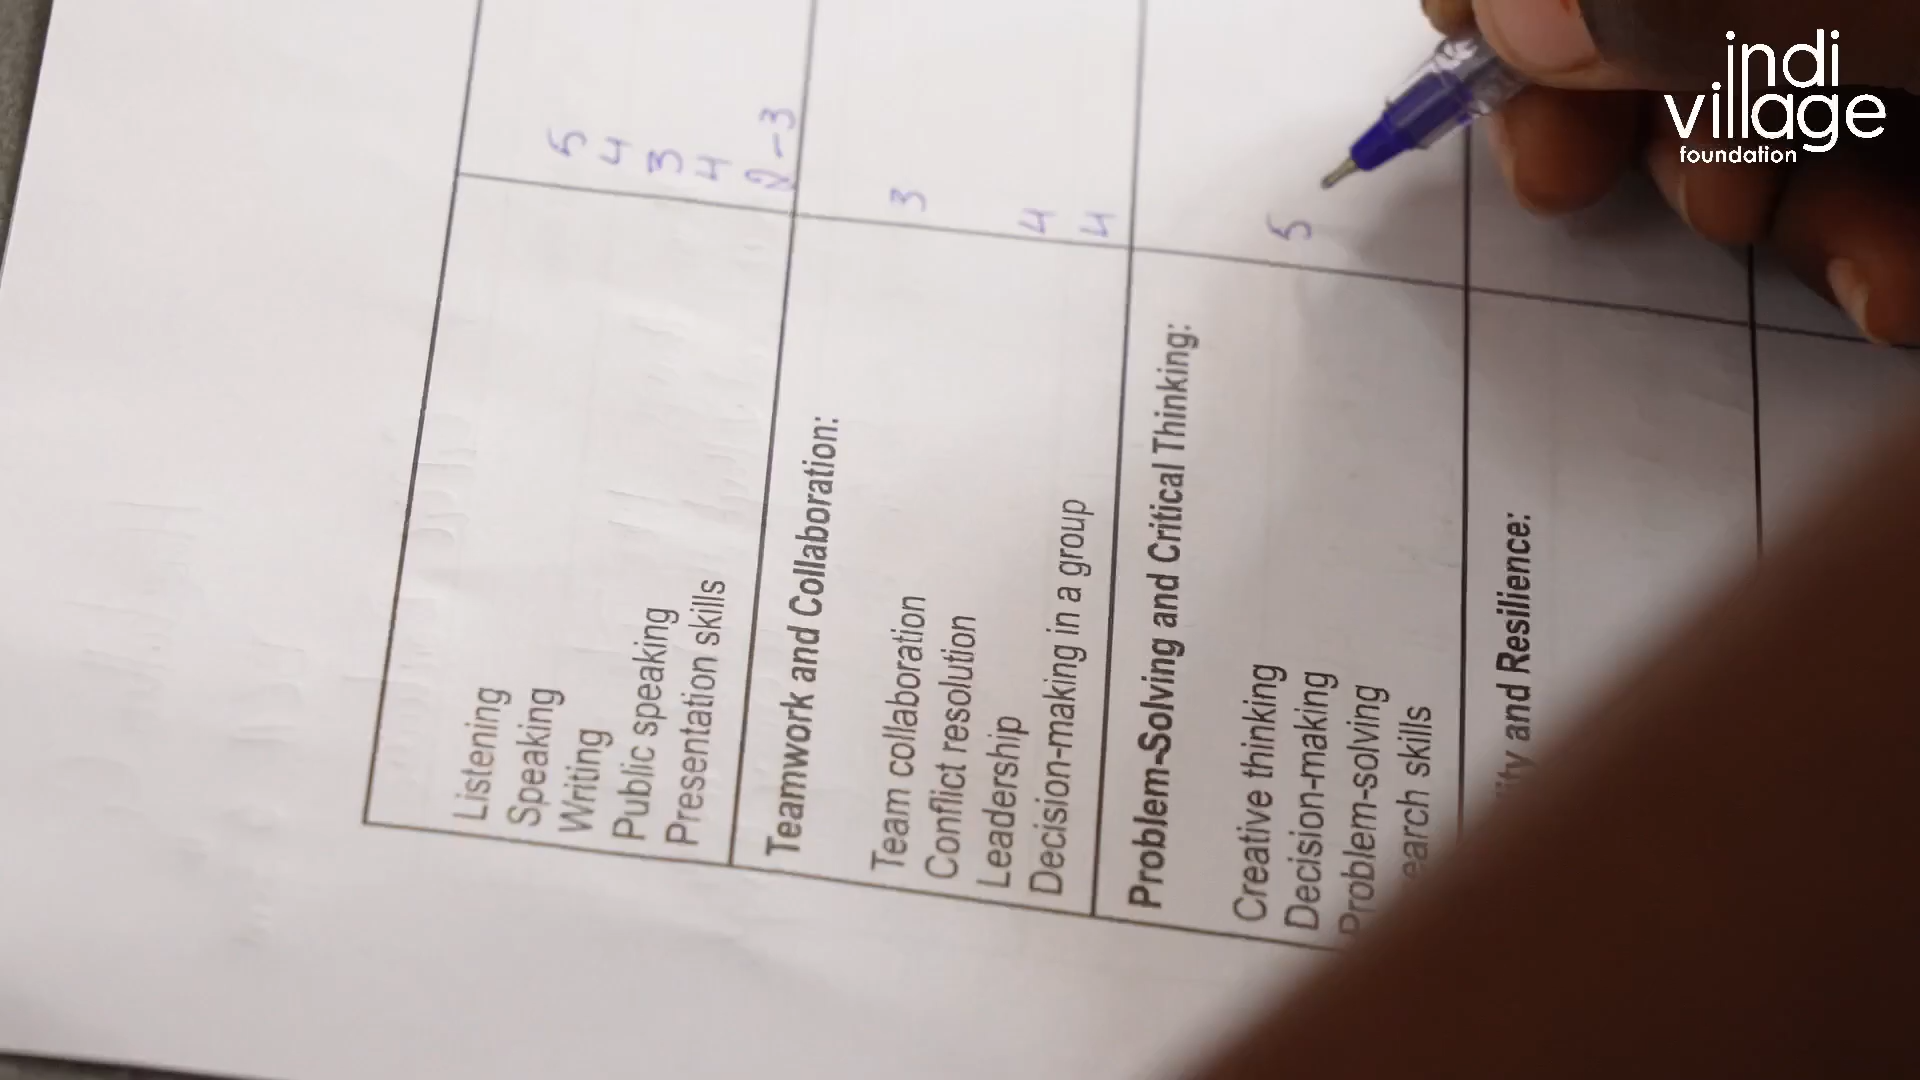 Listening
Speaking
Writing
Public speaking
Presentation skills
5
4
3
4
2-3
Teamwork and Collaboration:
Team collaboration
Conflict resolution
Leadership
Decision-making in a group
3
4
4
Problem-Solving and Critical Thinking:
Creative thinking
Decision-making
Problem-solving
skills
5
and Resilience:
indi
village
foundation